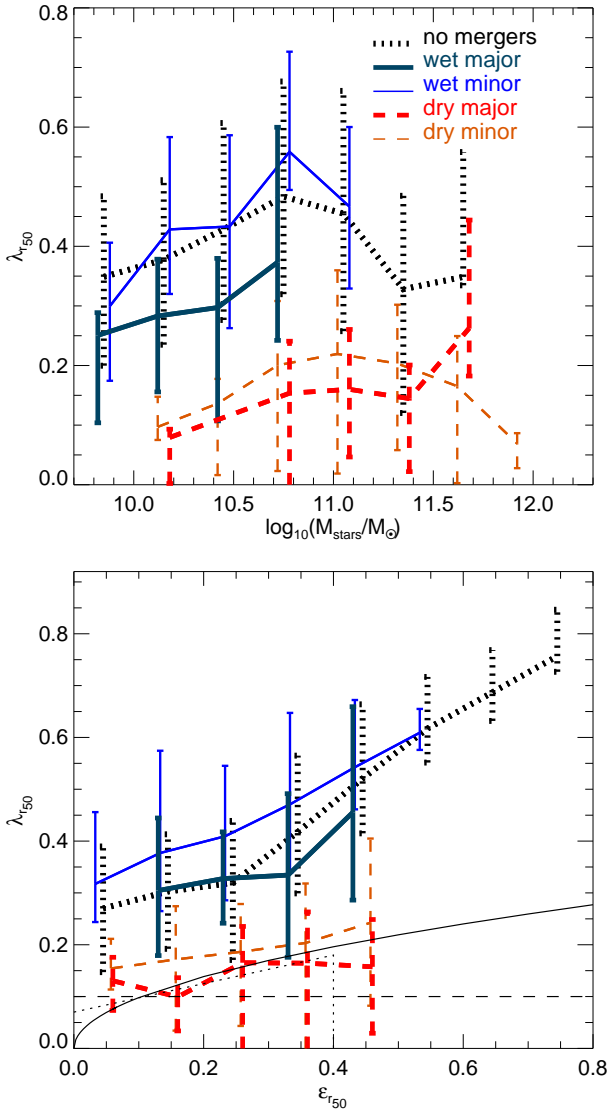 0.8
0.6
0.4
0.2
0.0
λr50
no mergers
wet major
wet minor
dry major
dry minor
10.0 10.5 11.0 11.5 12.0
log10(Mstars/M⊙)
0.8
0.6
0.4
0.2
0.0
λr50
0.0 0.2 0.4 0.6 0.8
εr50